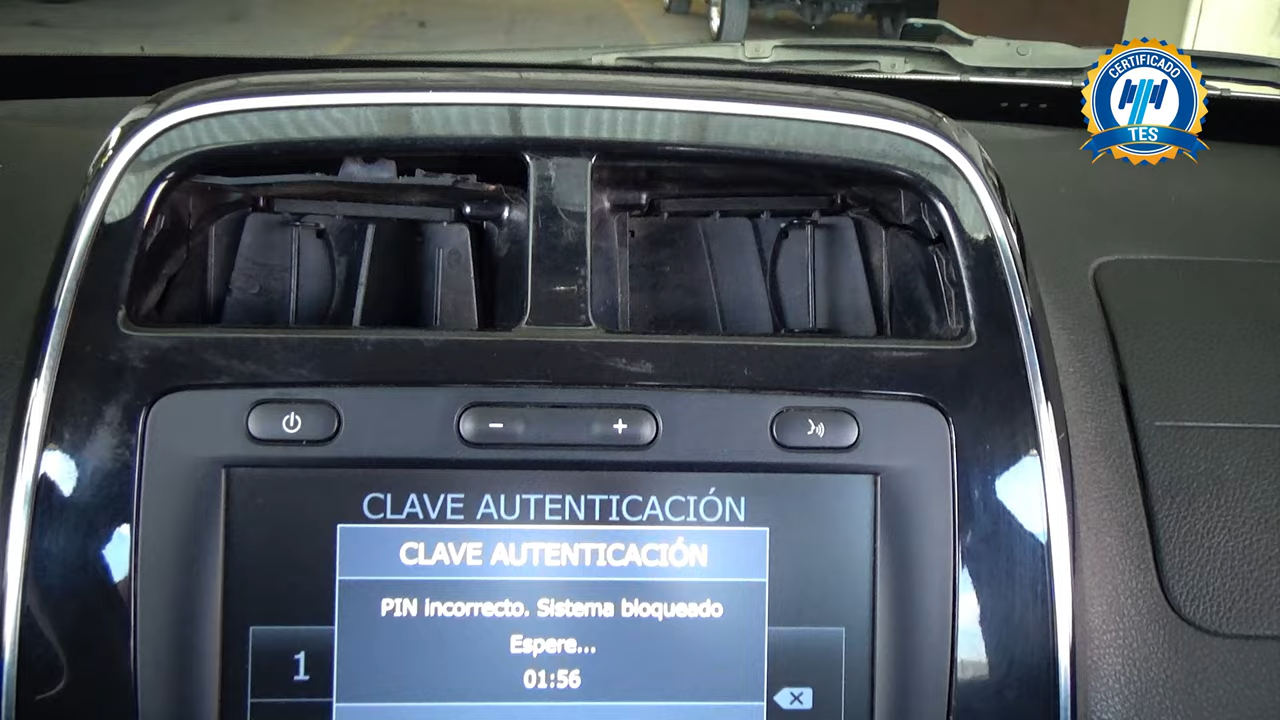 CERTIFICADO
TES
CLAVE AUTENTICACIÓN
CLAVE AUTENTICACIÓN
PIN incorrecto. Sistema bloqueado
Espere...
01:56
1